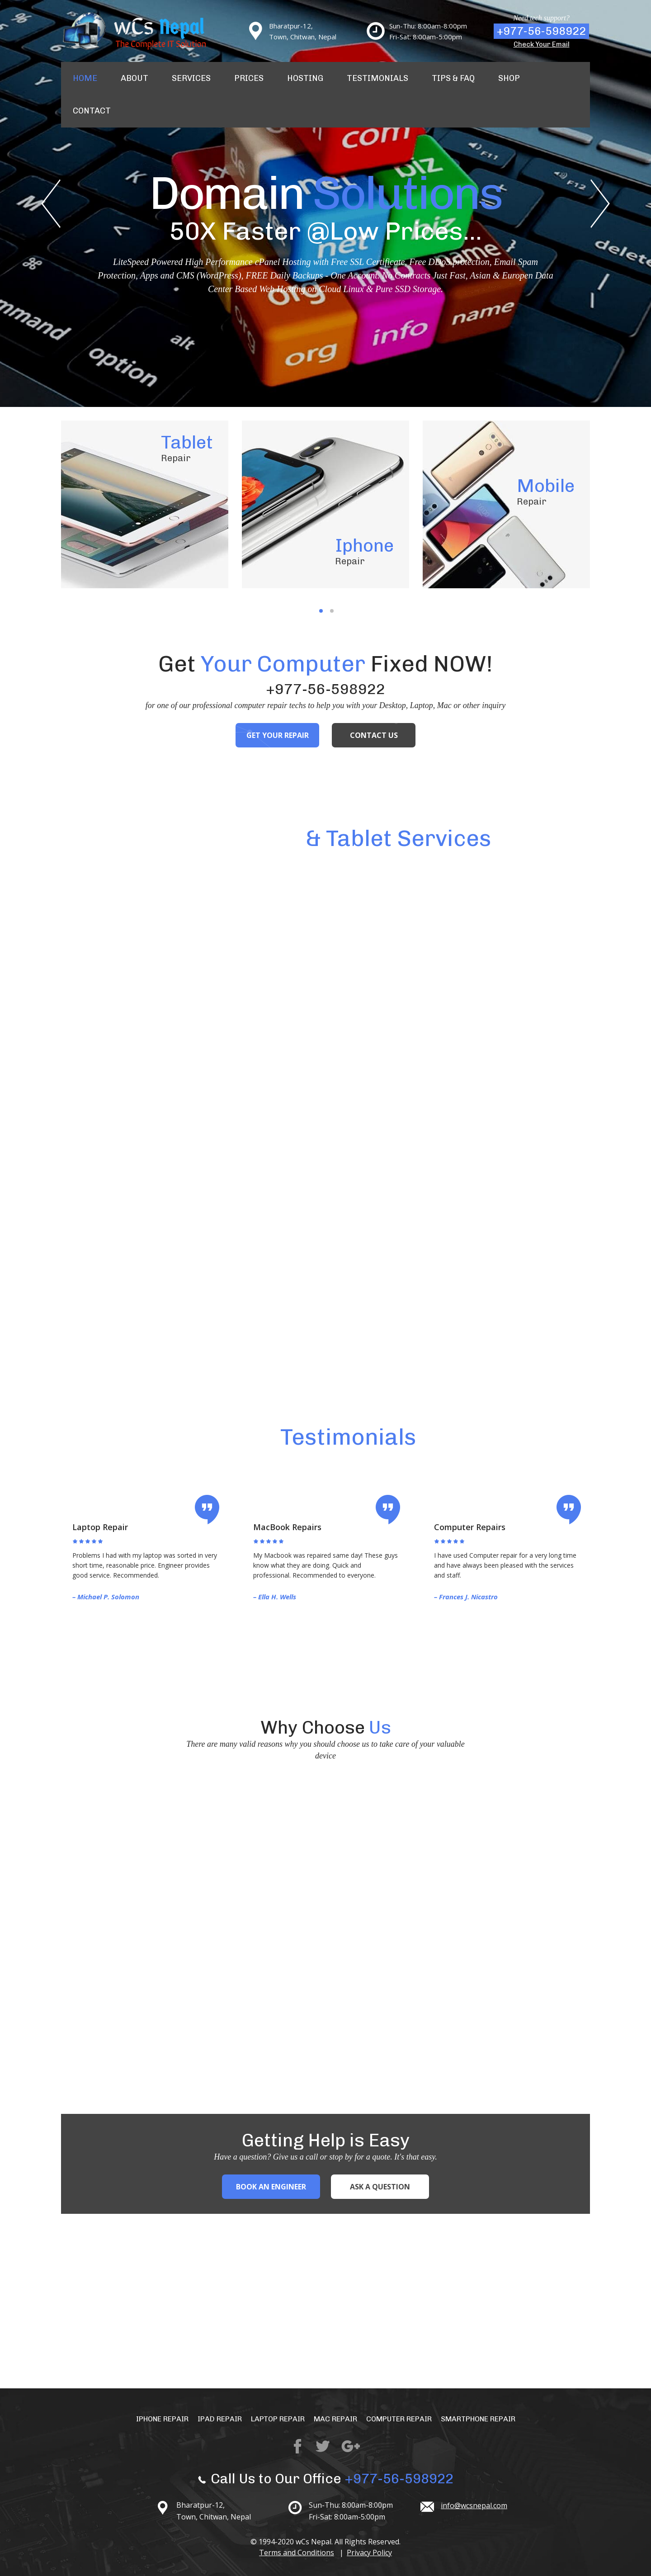 wCs Nepal
The Complete IT Solution
Bharatpur-12,
Town, Chitwan, Nepal
Sun-Thu: 8:00am-8:00pm
Fri-Sat: 8:00am-5:00pm
Need tech support?
+977-56-598922
Check Your Email
HOME
ABOUT
SERVICES
PRICES
HOSTING
TESTIMONIALS
TIPS & FAQ
SHOP
CONTACT
Domain Solutions
50X Faster @Low Prices...
LiteSpeed Powered High Performance cPanel Hosting with Free SSL Certificate, Free DDoS protection, Email Spam
Protection, Apps and CMS (WordPress), FREE Daily Backups - One Account, No Contracts Just Fast, Asian & Europen Data
Center Based Web Hosting on Cloud Linux & Pure SSD Storage.
net
biz
info
org
org
info
name
command
option
Tablet
Repair
Iphone
Repair
Mobile
Repair
Get Your Computer Fixed NOW!
+977-56-598922
for one of our professional computer repair techs to help you with your Desktop, Laptop, Mac or other inquiry
GET YOUR REPAIR
CONTACT US
& Tablet Services
Testimonials
Laptop Repair
Problems I had with my laptop was sorted in very
short time, reasonable price. Engineer provides
good service. Recommended.
– Michael P. Solomon
MacBook Repairs
My Macbook was repaired same day! These guys
know what they are doing. Quick and
professional. Recommended to everyone.
– Ella H. Wells
Computer Repairs
I have used Computer repair for a very long time
and have always been pleased with the services
and staff.
– Frances J. Nicastro
Why Choose Us
There are many valid reasons why you should choose us to take care of your valuable
device
Getting Help is Easy
Have a question? Give us a call or stop by for a quote. It's that easy.
BOOK AN ENGINEER
ASK A QUESTION
IPHONE REPAIR
IPAD REPAIR
LAPTOP REPAIR
MAC REPAIR
COMPUTER REPAIR
SMARTPHONE REPAIR
Call Us to Our Office +977-56-598922
Bharatpur-12,
Town, Chitwan, Nepal
Sun-Thu: 8:00am-8:00pm
Fri-Sat: 8:00am-5:00pm
info@wcsnepal.com
© 1994-2020 wCs Nepal. All Rights Reserved.
Terms and Conditions | Privacy Policy